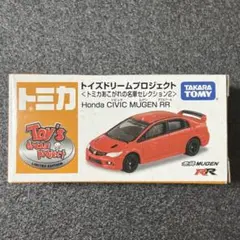 トミカ
トイズドリームプロジェクト
<トミカあこがれの名車セレクション2>
Honda CIVIC MUGEN RR
TAKARA
TOMY
Toy's
Dream Project
LIMITED EDITION
MUGEN
RR